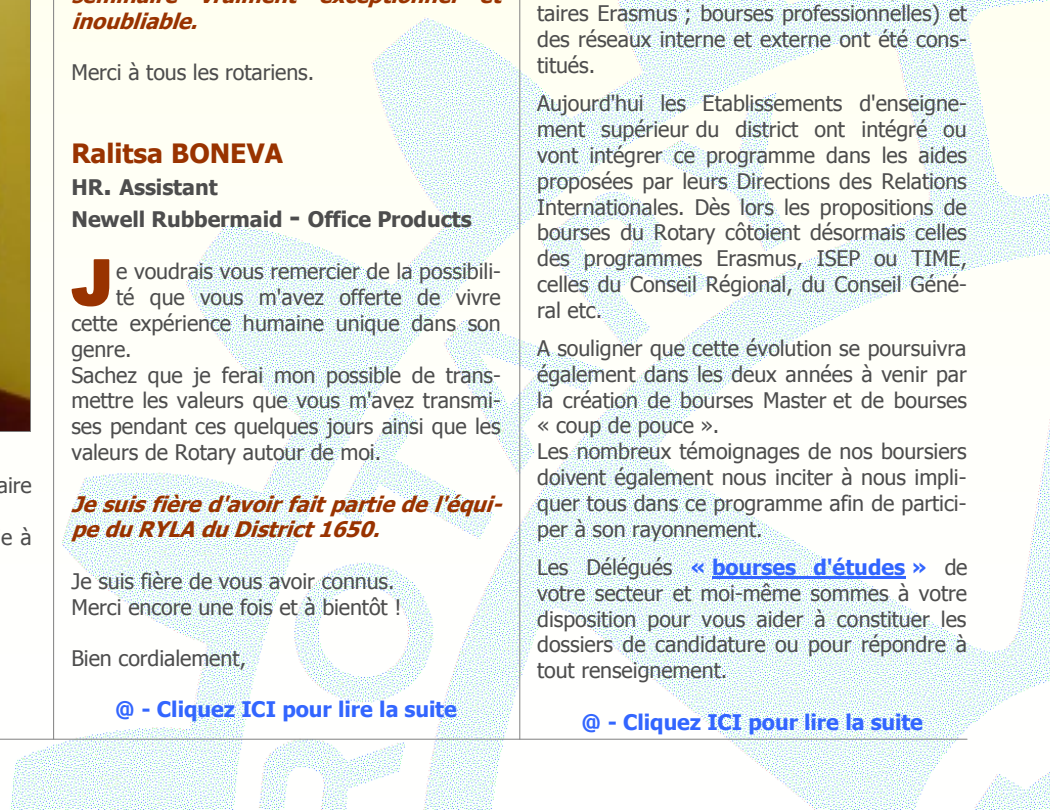 aire
e à
séminaire vraiment exceptionnel et
inoubliable.
Merci à tous les rotariens.
Ralitsa BONEVA
HR. Assistant
Newell Rubbermaid - Office Products
Je voudrais vous remercier de la possibili-
té que vous m'avez offerte de vivre
cette expérience humaine unique dans son
genre.
Sachez que je ferai mon possible de trans-
mettre les valeurs que vous m'avez transmi-
ses pendant ces quelques jours ainsi que les
valeurs de Rotary autour de moi.
Je suis fière d'avoir fait partie de l'équi-
pe du RYLA du District 1650.
Je suis fière de vous avoir connus.
Merci encore une fois et à bientôt !
Bien cordialement,
@ - Cliquez ICI pour lire la suite
taires Erasmus ; bourses professionnelles) et
des réseaux interne et externe ont été cons-
titués.
Aujourd'hui les Etablissements d'enseigne-
ment supérieur du district ont intégré ou
vont intégrer ce programme dans les aides
proposées par leurs Directions des Relations
Internationales. Dès lors les propositions de
bourses du Rotary côtoient désormais celles
des programmes Erasmus, ISEP ou TIME,
celles du Conseil Régional, du Conseil Géné-
ral etc.
A souligner que cette évolution se poursuivra
également dans les deux années à venir par
la création de bourses Master et de bourses
« coup de pouce ».
Les nombreux témoignages de nos boursiers
doivent également nous inciter à nous impli-
quer tous dans ce programme afin de partici-
per à son rayonnement.
Les Délégués « bourses d'études » de
votre secteur et moi-même sommes à votre
disposition pour vous aider à constituer les
dossiers de candidature ou pour répondre à
tout renseignement.
@ - Cliquez ICI pour lire la suite